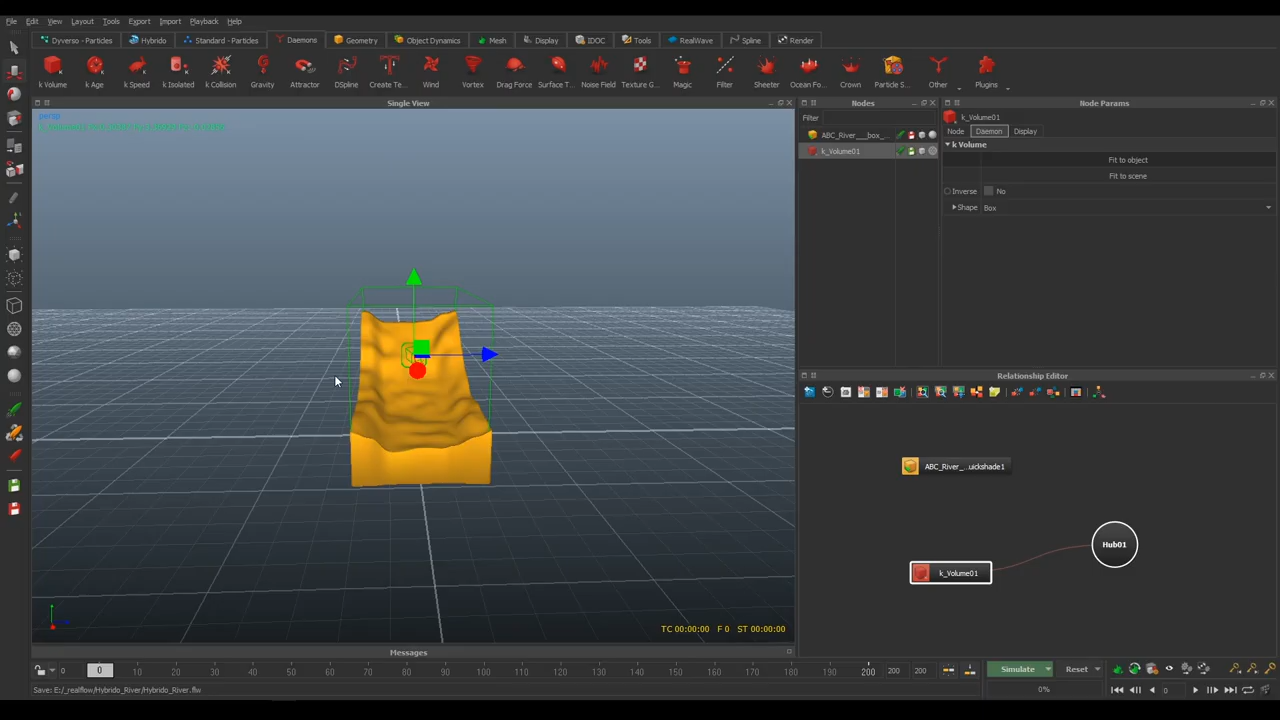 File Edit View Layout Tools Export Import Playback Help
Dyverso - Particles Hybrido Standard - Particles Daemons Geometry Object Dynamics Mesh Display IDOC Tools RealWave Spline Render
k Volume k Age k Speed k Isolated k Collision Gravity Attractor DSpline Create Te... Wind Vortex Drag Force Surface T... Noise Field Texture G... Magic Filter Sheeter Ocean Fo... Crown Particle S... Other Plugins
Single View
Nodes
Node Params
persp
Filter
k_Volume01
ABC_River___box_...
Node Daemon Display
k_Volume01
k Volume
Fit to object
Fit to scene
Inverse No
Shape Box
Relationship Editor
ABC_River_...uickshade1
Hub01
k_Volume01
TC 00:00:00 F 0 ST 00:00:00
Messages
0 0 10 20 30 40 50 60 70 80 90 100 110 120 130 140 150 160 170 180 190 200 200 200
Simulate Reset
Save: E:/_realflow/Hybrido_River/Hybrido_River.flw
0%
0